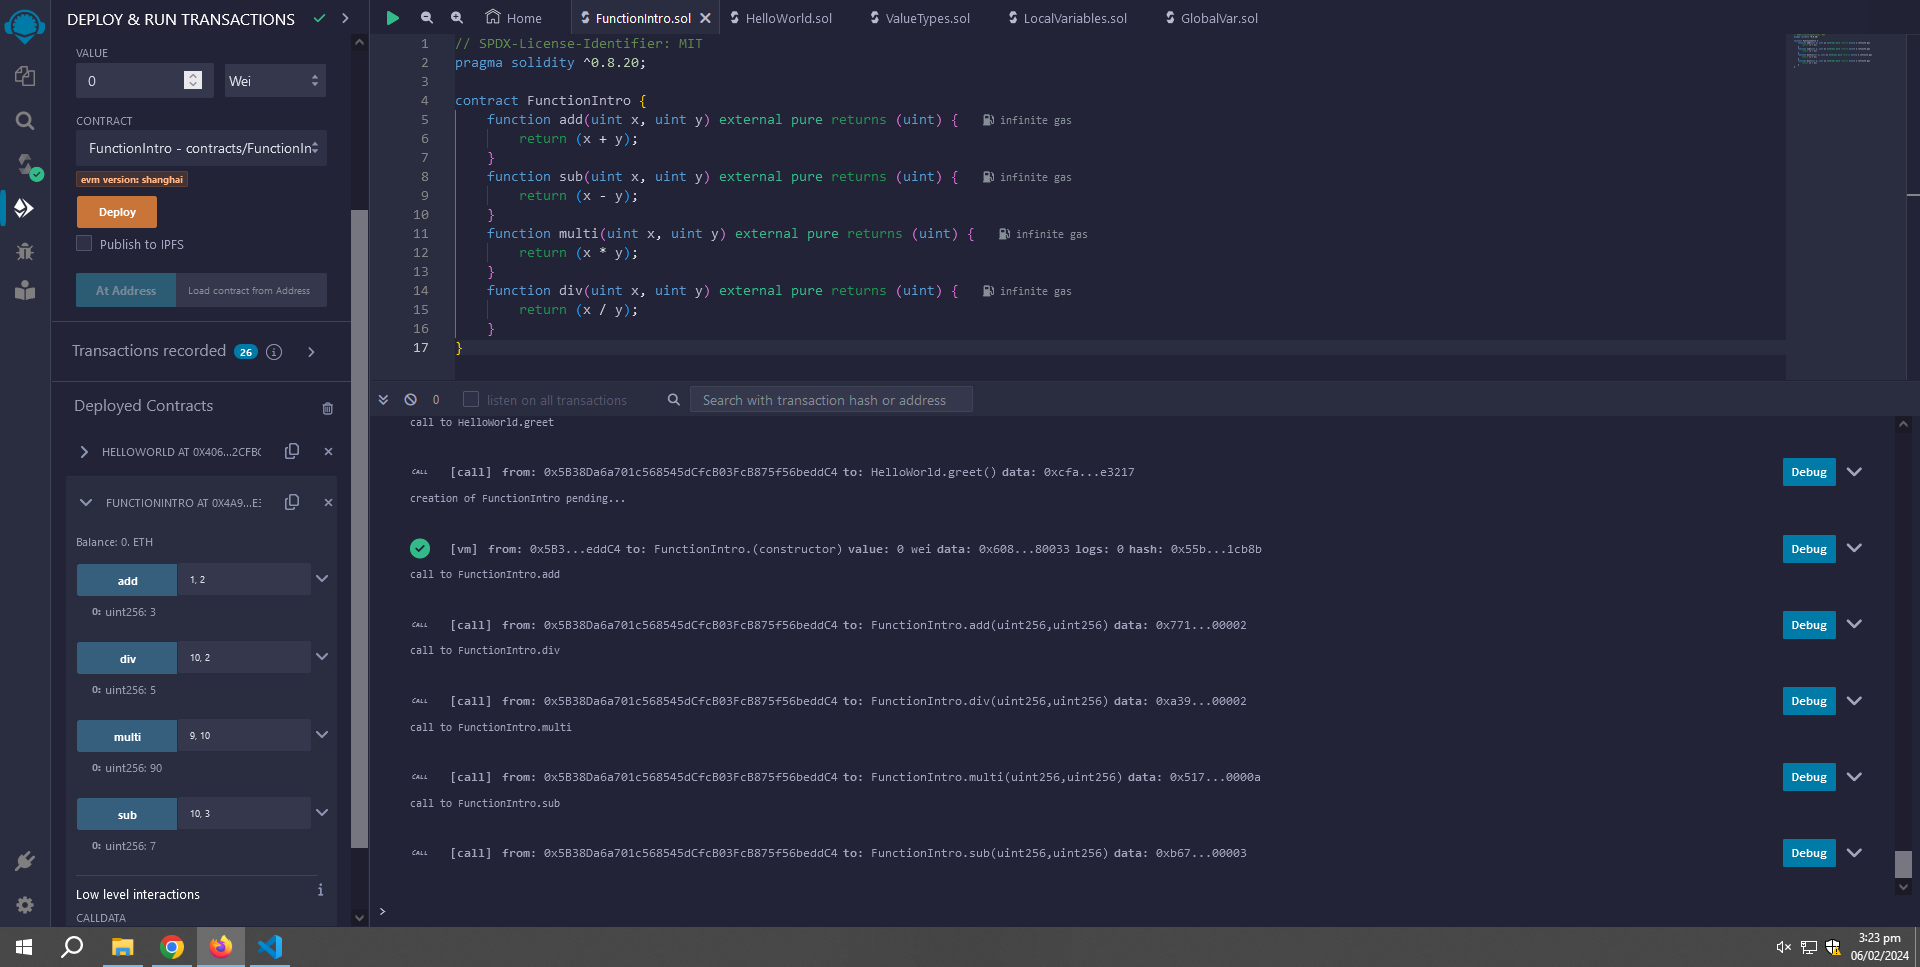 DEPLOY & RUN TRANSACTIONS
VALUE
0
Wei
CONTRACT
FunctionIntro - contracts/FunctionIn
evm version: shanghai
Deploy
Publish to IPFS
At Address
Load contract from Address
Transactions recorded 26
Deployed Contracts
HELLOWORLD AT 0X406...2CFB
FUNCTIONINTRO AT 0X4A9...E
Balance: 0. ETH
add
1, 2
0: uint256: 3
div
10, 2
0: uint256: 5
multi
9, 10
0: uint256: 90
sub
10, 3
0: uint256: 7
Low level interactions
CALLDATA
Home
FunctionIntro.sol
HelloWorld.sol
ValueTypes.sol
LocalVariables.sol
GlobalVar.sol
1 // SPDX-License-Identifier: MIT
2 pragma solidity ^0.8.20;
3
4 contract FunctionIntro {
5 function add(uint x, uint y) external pure returns (uint) { infinite gas
6 return (x + y);
7 }
8 function sub(uint x, uint y) external pure returns (uint) { infinite gas
9 return (x - y);
10 }
11 function multi(uint x, uint y) external pure returns (uint) { infinite gas
12 return (x * y);
13 }
14 function div(uint x, uint y) external pure returns (uint) { infinite gas
15 return (x / y);
16 }
17 }
0
listen on all transactions
Search with transaction hash or address
call to HelloWorld.greet
CALL [call] from: 0x5B38Da6a701c568545dCfcB03FcB875f56beddC4 to: HelloWorld.greet() data: 0xcfa...e3217
Debug
creation of FunctionIntro pending...
[vm] from: 0x5B3...eddC4 to: FunctionIntro.(constructor) value: 0 wei data: 0x608...80033 logs: 0 hash: 0x55b...1cb8b
Debug
call to FunctionIntro.add
CALL [call] from: 0x5B38Da6a701c568545dCfcB03FcB875f56beddC4 to: FunctionIntro.add(uint256,uint256) data: 0x771...00002
Debug
call to FunctionIntro.div
CALL [call] from: 0x5B38Da6a701c568545dCfcB03FcB875f56beddC4 to: FunctionIntro.div(uint256,uint256) data: 0xa39...00002
Debug
call to FunctionIntro.multi
CALL [call] from: 0x5B38Da6a701c568545dCfcB03FcB875f56beddC4 to: FunctionIntro.multi(uint256,uint256) data: 0x517...0000a
Debug
call to FunctionIntro.sub
CALL [call] from: 0x5B38Da6a701c568545dCfcB03FcB875f56beddC4 to: FunctionIntro.sub(uint256,uint256) data: 0xb67...00003
Debug
>
3:23 pm
06/02/2024